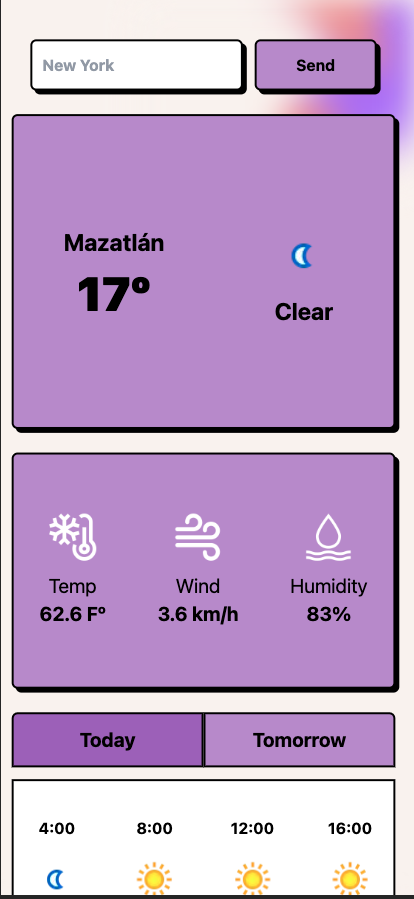 New York Send
Mazatlán
17º
Clear
Temp Wind Humidity
62.6 Fº 3.6 km/h 83%
Today Tomorrow
4:00 8:00 12:00 16:00